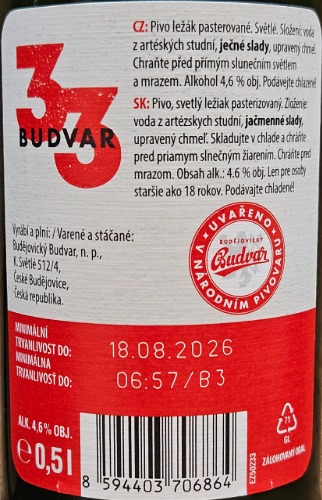 CZ: Pivo ležák pasterované. Světlé. Složení: voda
z artéských studní, ječné slady, upravený chmel.
Chraňte před přímým slunečním světlem
a mrazem. Alkohol 4,6 % obj. Podávejte chlazené!
SK: Pivo, svetlý ležiak pasterizovaný. Zloženie:
voda z artézskych studní, jačmenné slady,
upravený chmeľ. Skladujte v chlade a chráňte
pred priamym slnečným žiarením. Chráňte pred
mrazom. Obsah alk.: 4.6 % obj. Len pre osoby
staršie ako 18 rokov. Podávajte chladené!
33
BUDVAR
Vyrábí a plní: / Varené a stáčané:
Budějovický Budvar, n. p.,
K. Světlé 512/4,
České Budějovice,
Česká republika.
UVAŘENO
V NÁRODNÍM PIVOVARU
BUDĚJOVICKÝ
Budvar
MINIMÁLNÍ
TRVANLIVOST DO:
MINIMÁLNA
TRVANLIVOSŤ DO:
18.08.2026
06:57/B3
ALK. 4,6 % OBJ.
℮0,5l
8 594403 706864
EZ50233
71
GL
ZÁLOHOVANÝ OBAL